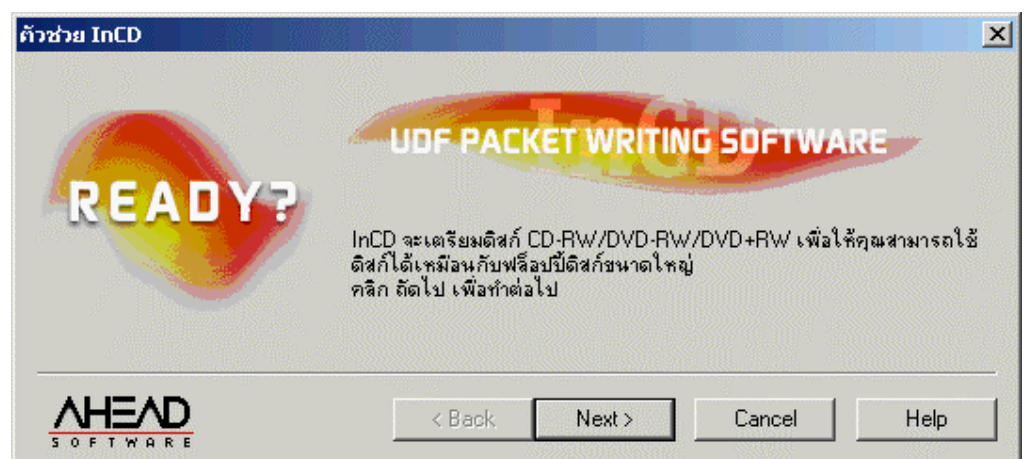 ตัวช่วย InCD
InCD
UDF PACKET WRITING SOFTWARE
READY?
InCD จะเตรียมดิสก์ CD-RW/DVD-RW/DVD+RW เพื่อให้คุณสามารถใช้
ดิสก์ได้เหมือนกับฟล็อปปี้ดิสก์ขนาดใหญ่
คลิก ถัดไป เพื่อทำต่อไป
AHEAD
SOFTWARE
< Back
Next >
Cancel
Help